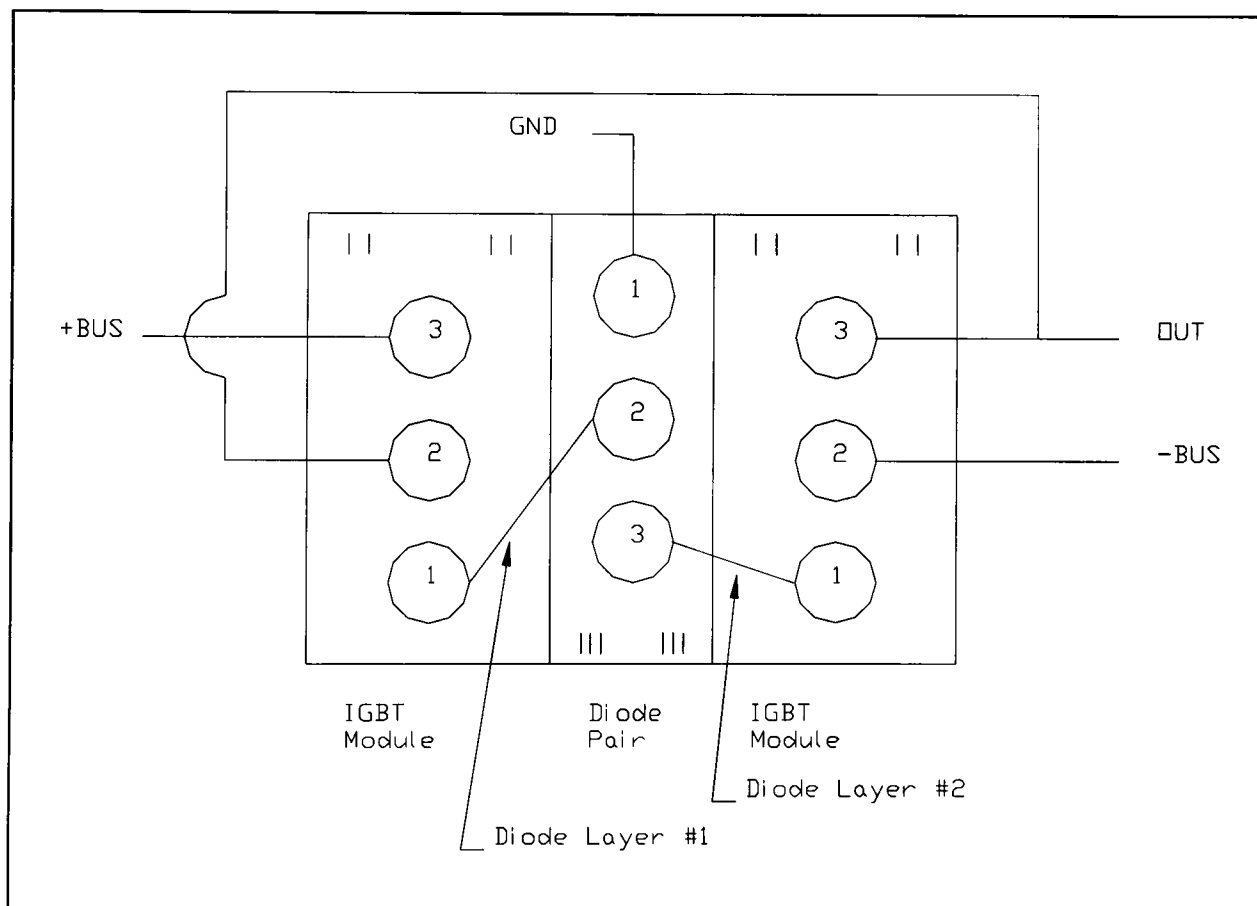 GND
1
+BUS
3
3
OUT
2
2
2
-BUS
3
1
1
IGBT
Module
Diode
Pair
IGBT
Module
Diode Layer #2
Diode Layer #1